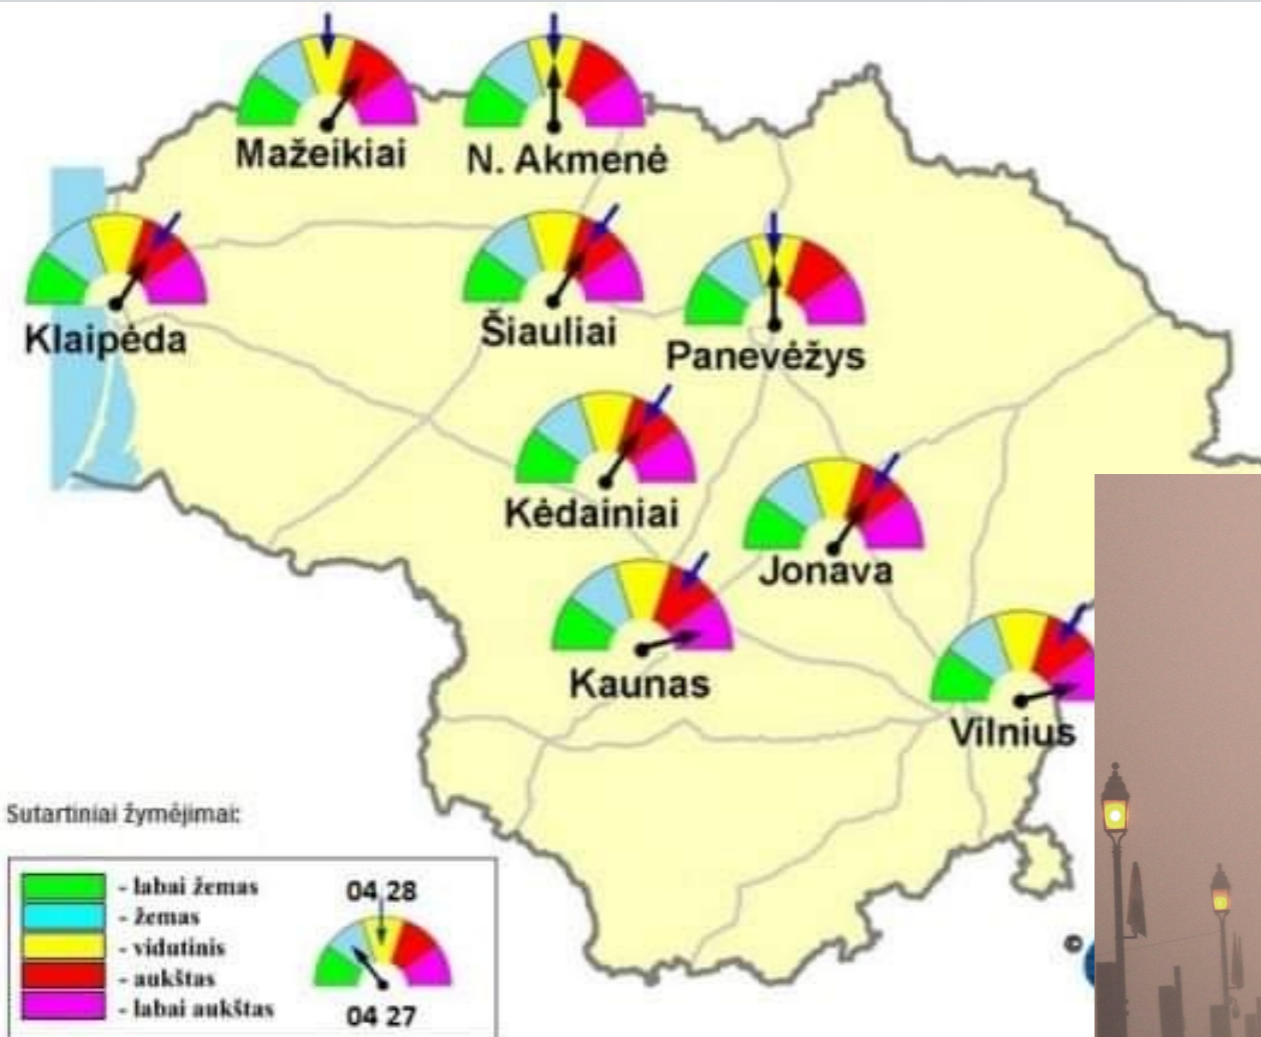 Mažeikiai
N. Akmenė
Klaipėda
Šiauliai
Panevėžys
Kėdainiai
Jonava
Kaunas
Vilnius
Sutartiniai žymėjimai:
- labai žemas
- žemas
- vidutinis
- aukštas
- labai aukštas
04 28
04 27
©